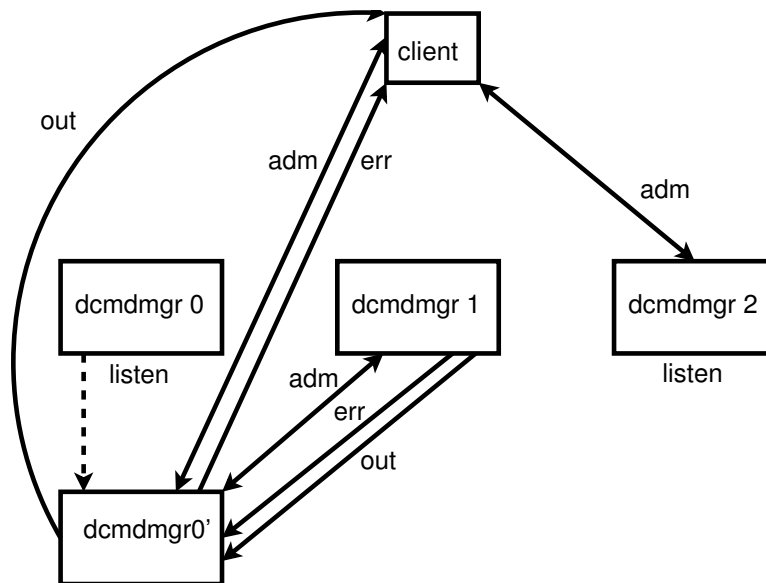 client
out
adm
err
adm
dcmdmgr 0
dcmdmgr 1
dcmdmgr 2
listen
adm
listen
err
out
dcmdmgr0’